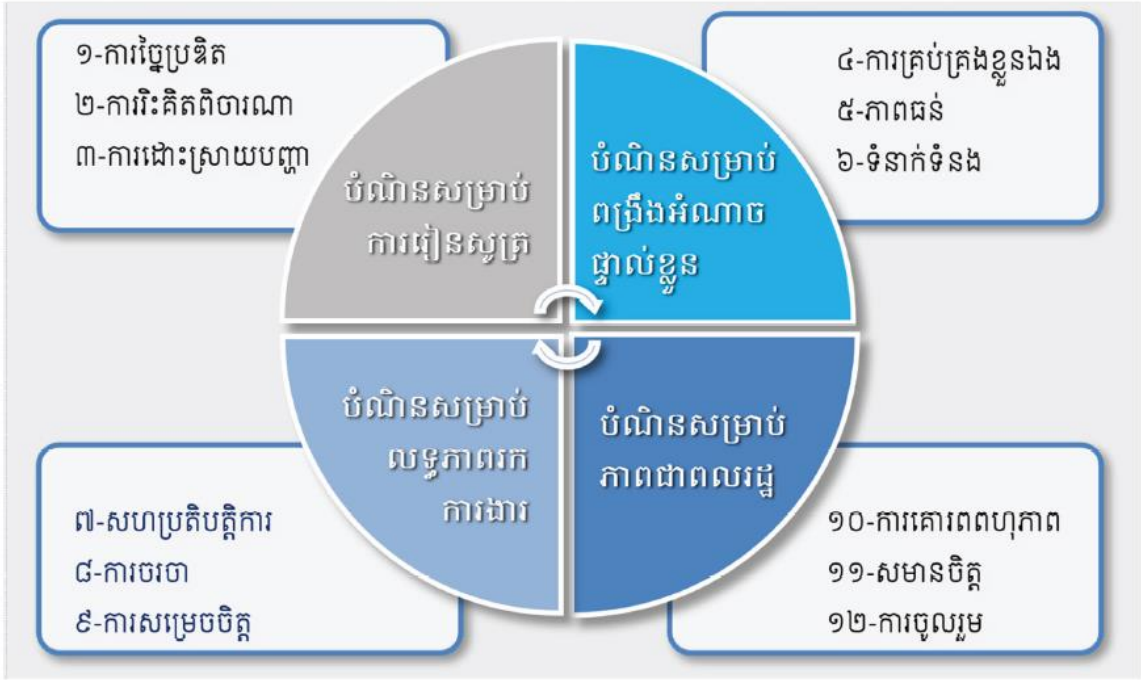 ១-ការច្នៃប្រឌិត
២-ការរិះគិតពិចារណា
៣-ការដោះស្រាយបញ្ហា
បំណិនសម្រាប់
ការរៀនសូត្រ
បំណិនសម្រាប់
ពង្រឹងអំណាច
ផ្ទាល់ខ្លួន
៤-ការគ្រប់គ្រងខ្លួនឯង
៥-ភាពធន់
៦-ទំនាក់ទំនង
៧-សហប្រតិបត្តិការ
៨-ការចរចា
៩-ការសម្រេចចិត្ត
បំណិនសម្រាប់
លទ្ធភាពរក
ការងារ
បំណិនសម្រាប់
ភាពជាពលរដ្ឋ
១០-ការគោរពពហុភាព
១១-សមានចិត្ត
១២-ការចូលរួម